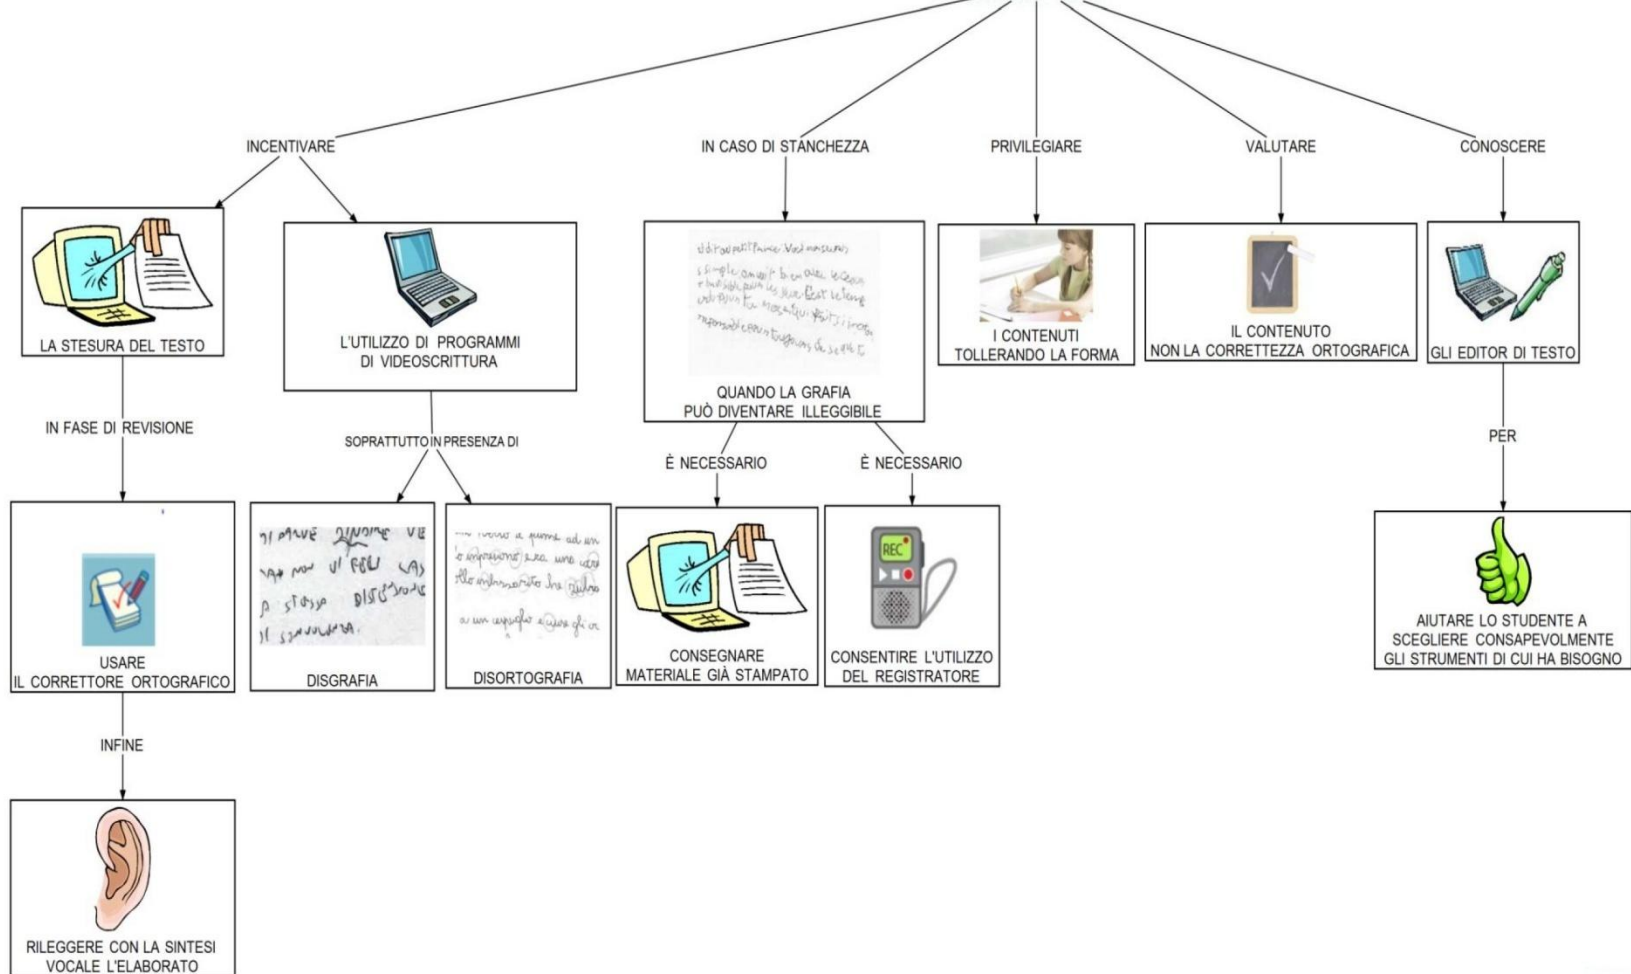 INCENTIVARE
IN CASO DI STANCHEZZA
PRIVILEGIARE
VALUTARE
CONOSCERE
LA STESURA DEL TESTO
L'UTILIZZO DI PROGRAMMI
DI VIDEOSCRITTURA
QUANDO LA GRAFIA
PUÒ DIVENTARE ILLEGGIBILE
I CONTENUTI
TOLLERANDO LA FORMA
IL CONTENUTO
NON LA CORRETTEZZA ORTOGRAFICA
GLI EDITOR DI TESTO
IN FASE DI REVISIONE
SOPRATTUTTO IN PRESENZA DI
È NECESSARIO
È NECESSARIO
PER
USARE
IL CORRETTORE ORTOGRAFICO
DISGRAFIA
DISORTOGRAFIA
a un cespuglio e
CONSEGNARE
MATERIALE GIÀ STAMPATO
REC
CONSENTIRE L'UTILIZZO
DEL REGISTRATORE
AIUTARE LO STUDENTE A
SCEGLIERE CONSAPEVOLMENTE
GLI STRUMENTI DI CUI HA BISOGNO
INFINE
RILEGGERE CON LA SINTESI
VOCALE L'ELABORATO